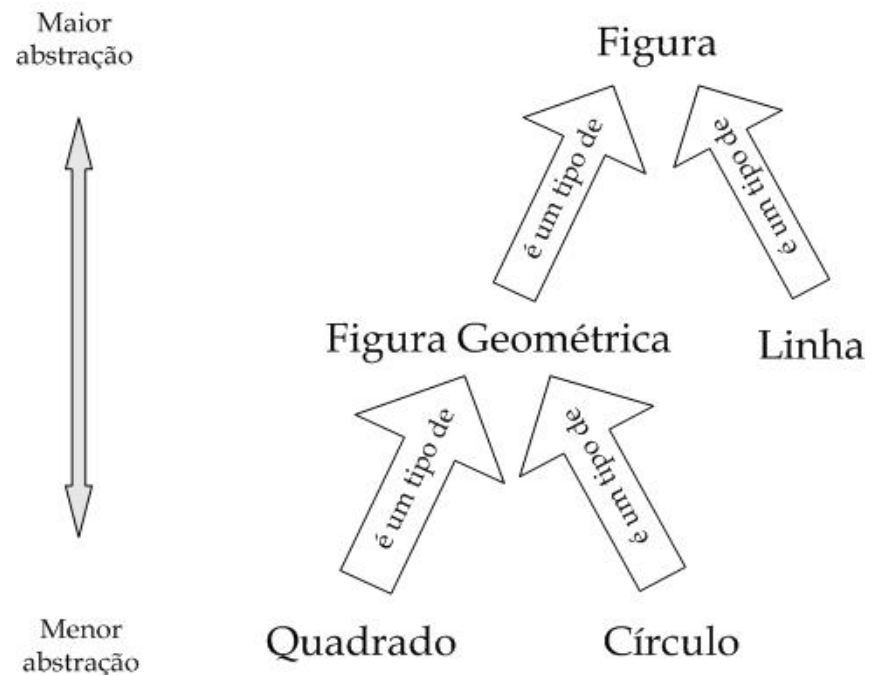 Maior
abstração
Figura
é um tipo de
é um tipo de
Figura Geométrica
Linha
é um tipo de
é um tipo de
Menor
abstração
Quadrado
Círculo